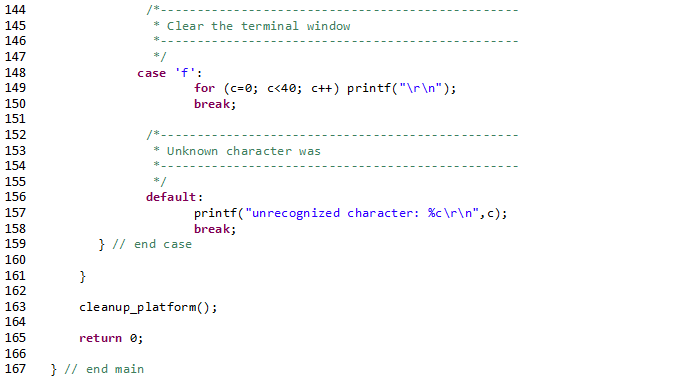 144 /*-------------------------------------------------
145 * Clear the terminal window
146 *-------------------------------------------------
147 */
148 case 'f':
149 for (c=0; c<40; c++) printf("\r\n");
150 break;
151
152 /*-------------------------------------------------
153 * Unknown character was
154 *-------------------------------------------------
155 */
156 default:
157 printf("unrecognized character: %c\r\n",c);
158 break;
159 } // end case
160
161 }
162
163 cleanup_platform();
164
165 return 0;
166
167 } // end main